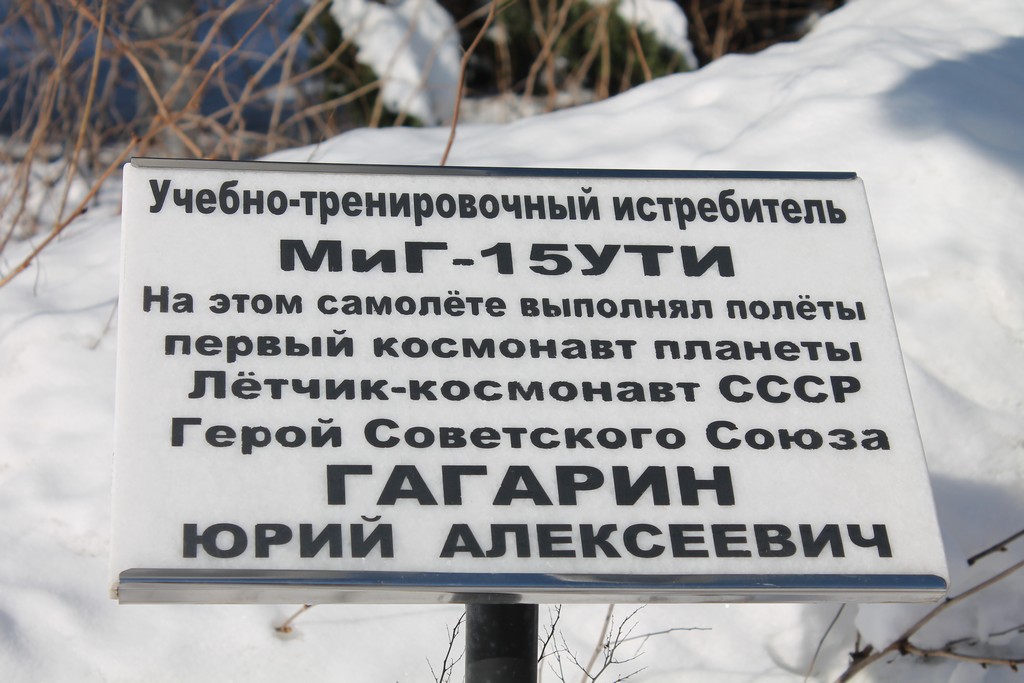 Учебно-тренировочный истребитель
МиГ-15УТИ
На этом самолёте выполнял полёты
первый космонавт планеты
Лётчик-космонавт СССР
Герой Советского Союза
ГАГАРИН
ЮРИЙ АЛЕКСЕЕВИЧ